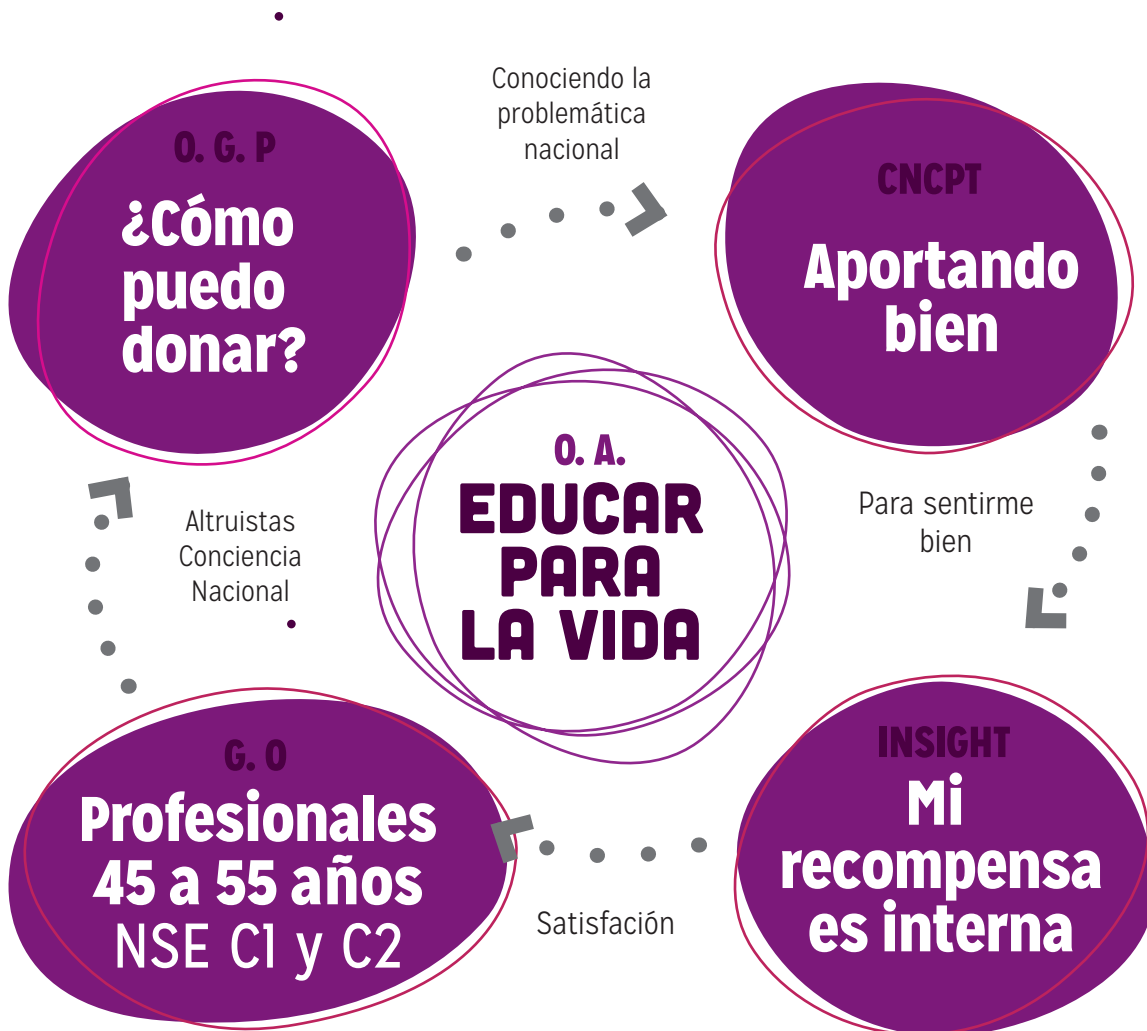 O. G. P
¿Cómo
puedo
donar?
Conociendo la
problemática
nacional
CNCPT
Aportando
bien
O. A.
EDUCAR
PARA
LA VIDA
Altruistas
Conciencia
Nacional
Para sentirme
bien
G. O
Profesionales
45 a 55 años
NSE C1 y C2
Satisfación
INSIGHT
Mi
recompensa
es interna